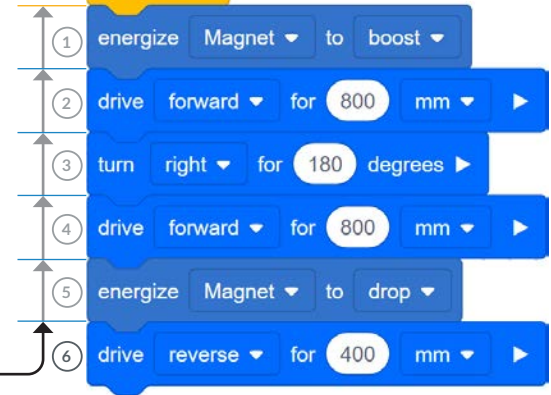 1 energize Magnet to boost
2 drive forward for 800 mm
3 turn right for 180 degrees
4 drive forward for 800 mm
5 energize Magnet to drop
6 drive reverse for 400 mm